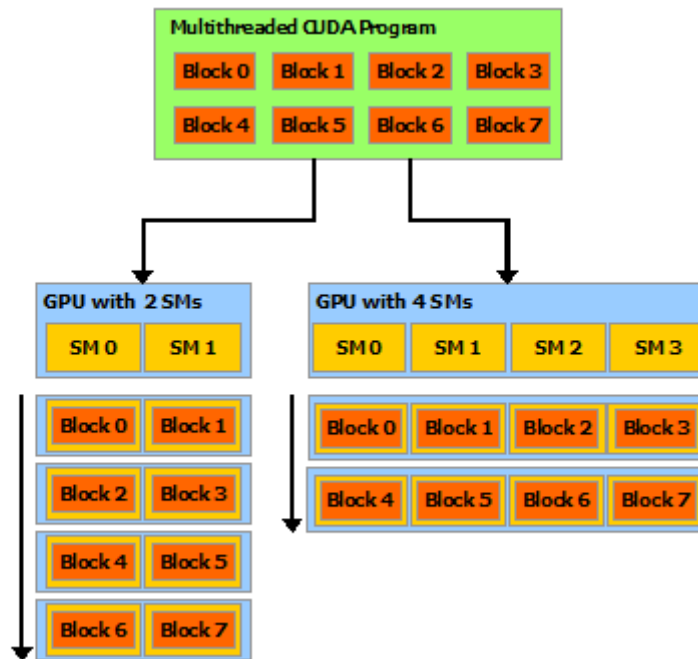 Multithreaded CUDA Program
Block 0 Block 1 Block 2 Block 3
Block 4 Block 5 Block 6 Block 7
GPU with 2 SMs
SM 0 SM 1
Block 0 Block 1
Block 2 Block 3
Block 4 Block 5
Block 6 Block 7
GPU with 4 SMs
SM 0 SM 1 SM 2 SM 3
Block 0 Block 1 Block 2 Block 3
Block 4 Block 5 Block 6 Block 7